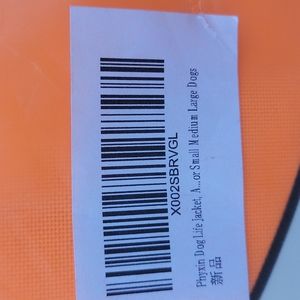 X002SBRVGL
Phyxin Dog Life Jacket, A...or Small Medium Large Dogs
新品